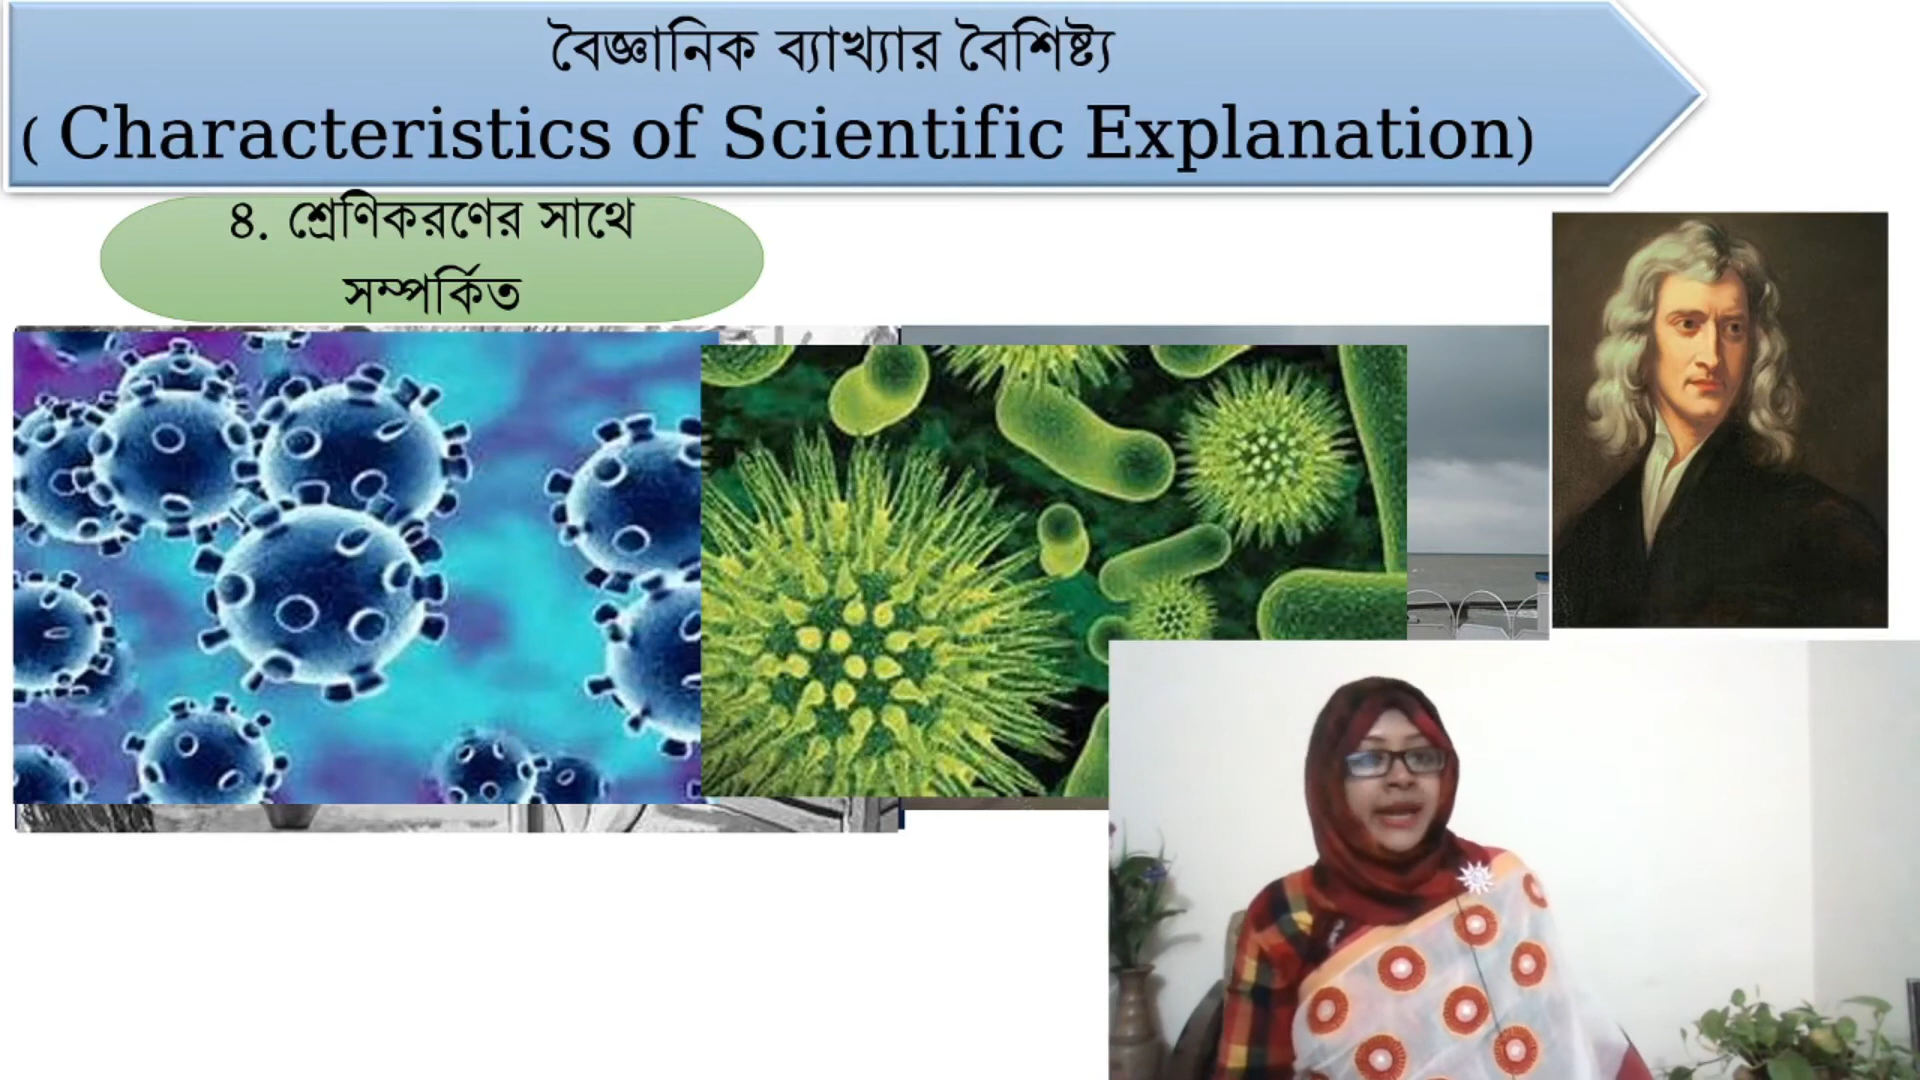 বৈজ্ঞানিক ব্যাখ্যার বৈশিষ্ট্য
( Characteristics of Scientific Explanation)
৪. শ্রেণিকরণের সাথে
সম্পর্কিত